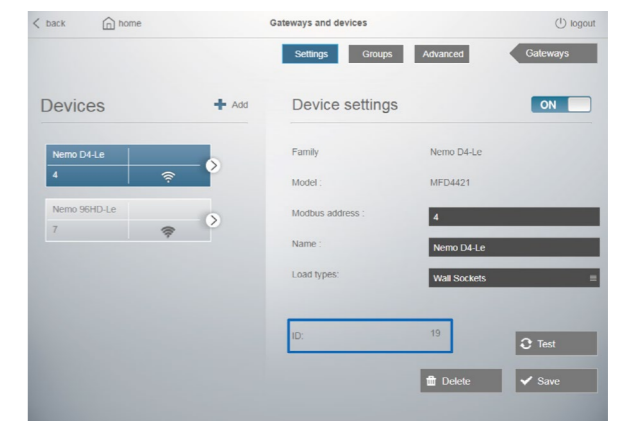 back home Gateways and devices logout
Settings Groups Advanced Gateways
Devices Add Device settings ON
Nemo D4-Le
4
Nemo 96HD-Le
7
Family Nemo D4-Le
Model : MFD4421
Modbus address : 4
Name : Nemo D4-Le
Load types: Wall Sockets
ID: 19
Test
Delete Save